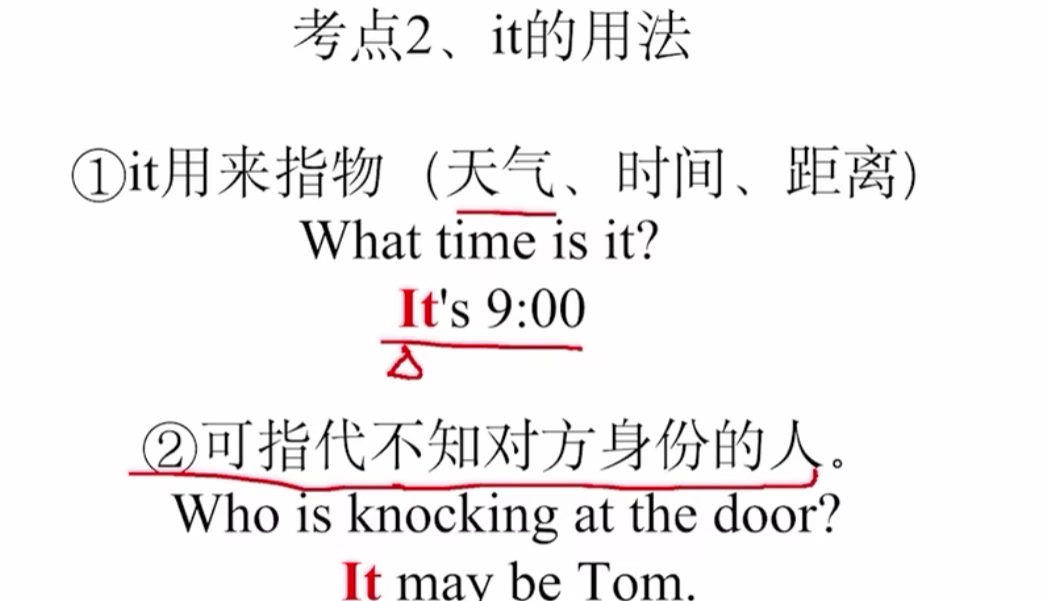 考点2、it的用法
①it用来指物（天气、时间、距离）
What time is it?
It's 9:00
②可指代不知对方身份的人。
Who is knocking at the door?
It may be Tom.